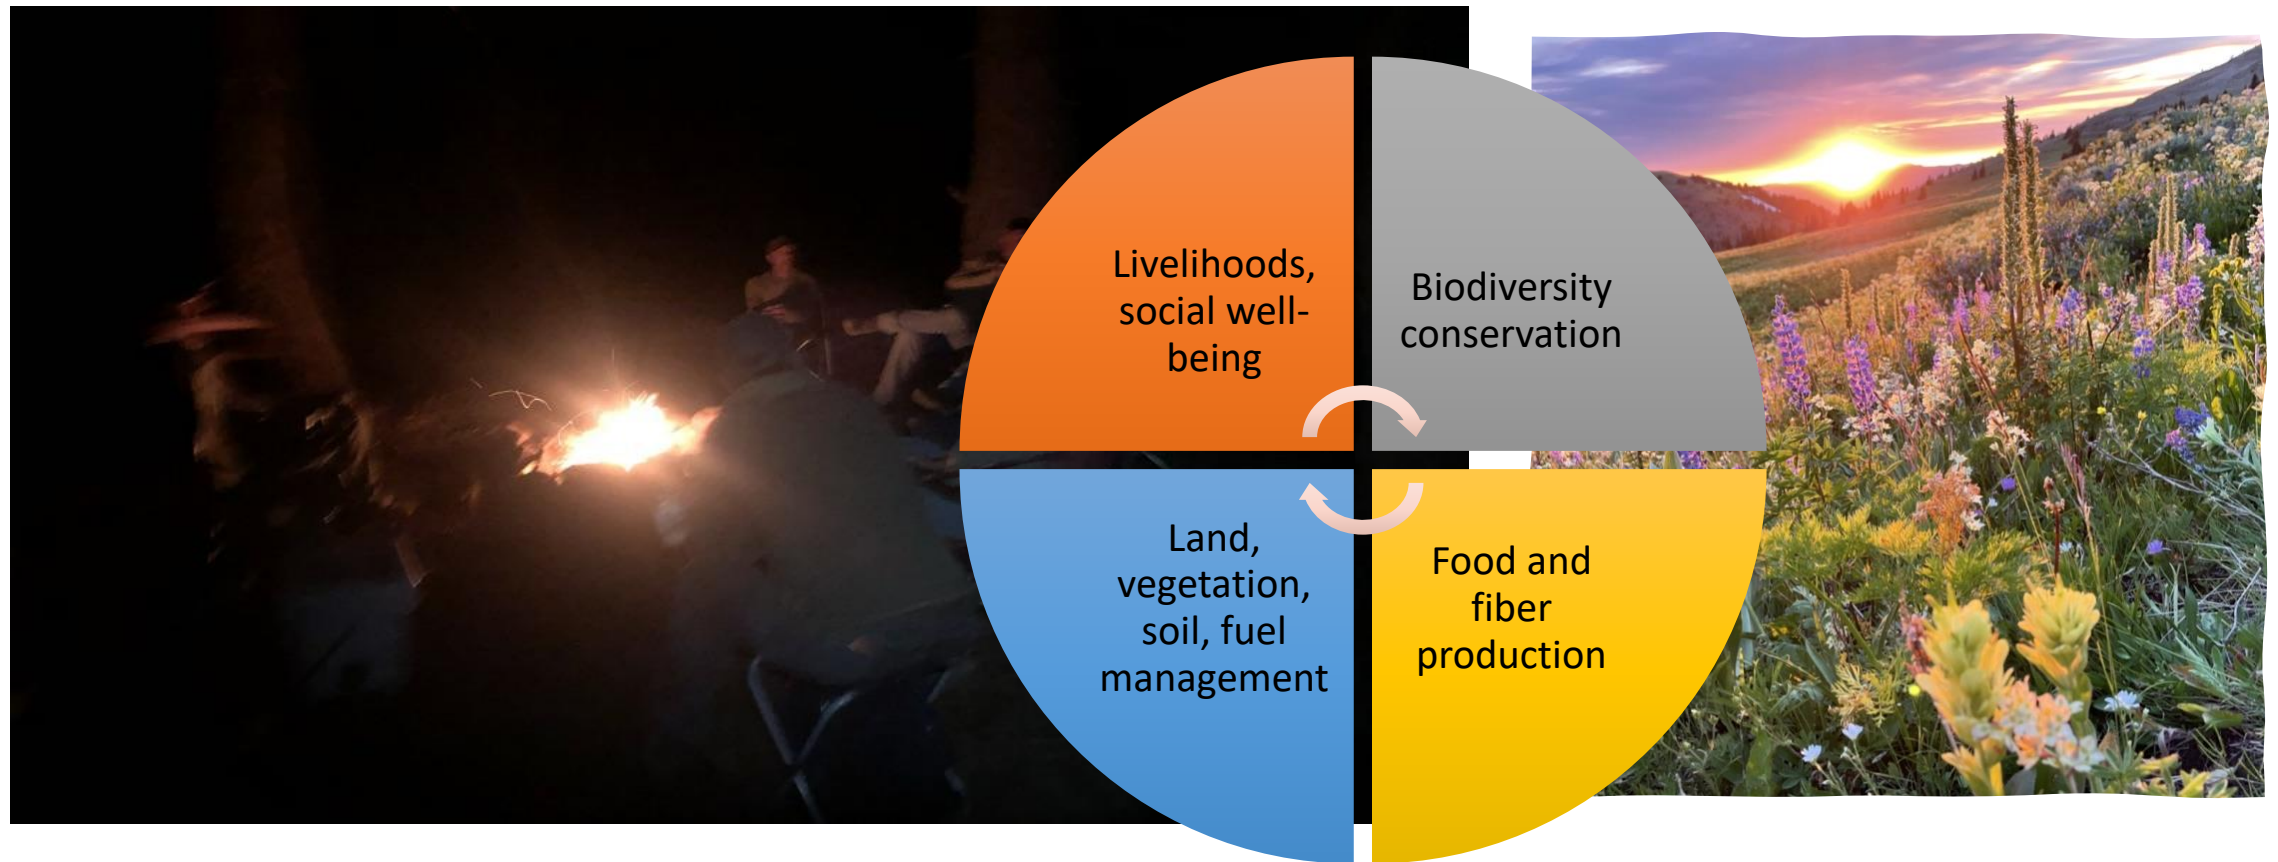 Livelihoods,
social well-
being
Biodiversity
conservation
Land,
vegetation,
soil, fuel
management
Food and
fiber
production